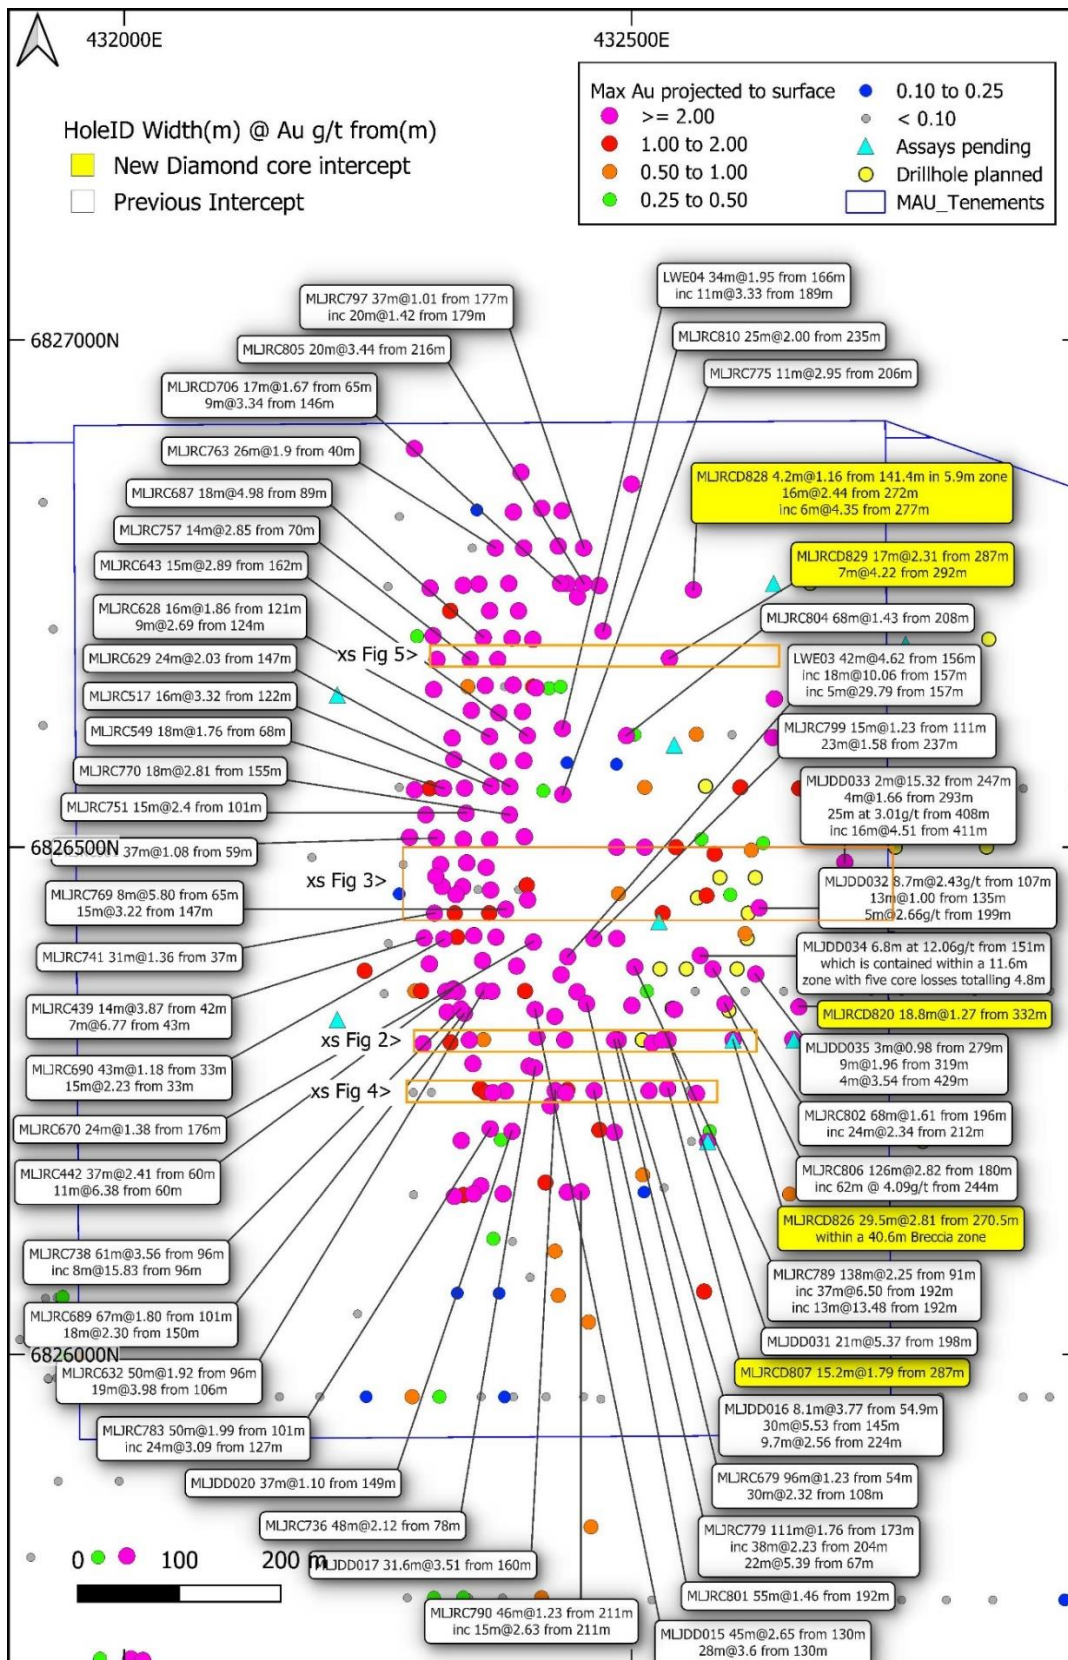 432000E
432500E
HoleID Width(m) @ Au g/t from(m)
New Diamond core intercept
Previous Intercept
Max Au projected to surface
>= 2.00
1.00 to 2.00
0.50 to 1.00
0.25 to 0.50
0.10 to 0.25
< 0.10
Assays pending
Drillhole planned
MAU_Tenements
6827000N
6826500N
6826000N
MLJRC797 37m@1.01 from 177m
inc 20m@1.42 from 179m
MLJRC805 20m@3.44 from 216m
MLJRCD706 17m@1.67 from 65m
9m@3.34 from 146m
MLJRC763 26m@1.9 from 40m
MLJRC687 18m@4.98 from 89m
MLJRC757 14m@2.85 from 70m
MLJRC643 15m@2.89 from 162m
MLJRC628 16m@1.86 from 121m
9m@2.69 from 124m
MLJRC629 24m@2.03 from 147m
MLJRC517 16m@3.32 from 122m
MLJRC549 18m@1.76 from 68m
MLJRC770 18m@2.81 from 155m
MLJRC751 15m@2.4 from 101m
37m@1.08 from 59m
MLJRC769 8m@5.80 from 65m
15m@3.22 from 147m
MLJRC741 31m@1.36 from 37m
MLJRC439 14m@3.87 from 42m
7m@6.77 from 43m
MLJRC690 43m@1.18 from 33m
15m@2.23 from 33m
MLJRC670 24m@1.38 from 176m
MLJRC442 37m@2.41 from 60m
11m@6.38 from 60m
MLJRC738 61m@3.56 from 96m
inc 8m@15.83 from 96m
MLJRC689 67m@1.80 from 101m
18m@2.30 from 150m
MLJRC632 50m@1.92 from 96m
19m@3.98 from 106m
MLJRC783 50m@1.99 from 101m
inc 24m@3.09 from 127m
MLJDD020 37m@1.10 from 149m
MLJRC736 48m@2.12 from 78m
MLJDD017 31.6m@3.51 from 160m
MLJRC790 46m@1.23 from 211m
inc 15m@2.63 from 211m
xs Fig 5>
xs Fig 3>
xs Fig 2>
xs Fig 4>
LWE04 34m@1.95 from 166m
inc 11m@3.33 from 189m
MLJRC810 25m@2.00 from 235m
MLJRC775 11m@2.95 from 206m
MLJRCD828 4.2m@1.16 from 141.4m in 5.9m zone
16m@2.44 from 272m
inc 6m@4.35 from 277m
MLJRCD829 17m@2.31 from 287m
7m@4.22 from 292m
MLJRC804 68m@1.43 from 208m
LWE03 42m@4.62 from 156m
inc 18m@10.06 from 157m
inc 5m@29.79 from 157m
MLJRC799 15m@1.23 from 111m
23m@1.58 from 237m
MLJDD033 2m@15.32 from 247m
4m@1.66 from 293m
25m at 3.01g/t from 408m
inc 16m@4.51 from 411m
MLJDD032 8.7m@2.43g/t from 107m
13m@1.00 from 135m
5m@2.66g/t from 199m
MLJDD034 6.8m at 12.06g/t from 151m
which is contained within a 11.6m
zone with five core losses totalling 4.8m
MLJRCD820 18.8m@1.27 from 332m
MLJDD035 3m@0.98 from 279m
9m@1.96 from 319m
4m@3.54 from 429m
MLJRC802 68m@1.61 from 196m
inc 24m@2.34 from 212m
MLJRC806 126m@2.82 from 180m
inc 62m @ 4.09g/t from 244m
MLJRCD826 29.5m@2.81 from 270.5m
within a 40.6m Breccia zone
MLJRC789 138m@2.25 from 91m
inc 37m@6.50 from 192m
inc 13m@13.48 from 192m
MLJDD031 21m@5.37 from 198m
MLJRCD807 15.2m@1.79 from 287m
MLJDD016 8.1m@3.77 from 54.9m
30m@5.53 from 145m
9.7m@2.56 from 224m
MLJRC679 96m@1.23 from 54m
30m@2.32 from 108m
MLJRC779 111m@1.76 from 173m
inc 38m@2.23 from 204m
22m@5.39 from 67m
MLJRC801 55m@1.46 from 192m
MLJDD015 45m@2.65 from 130m
28m@3.6 from 130m
0 100 200 m